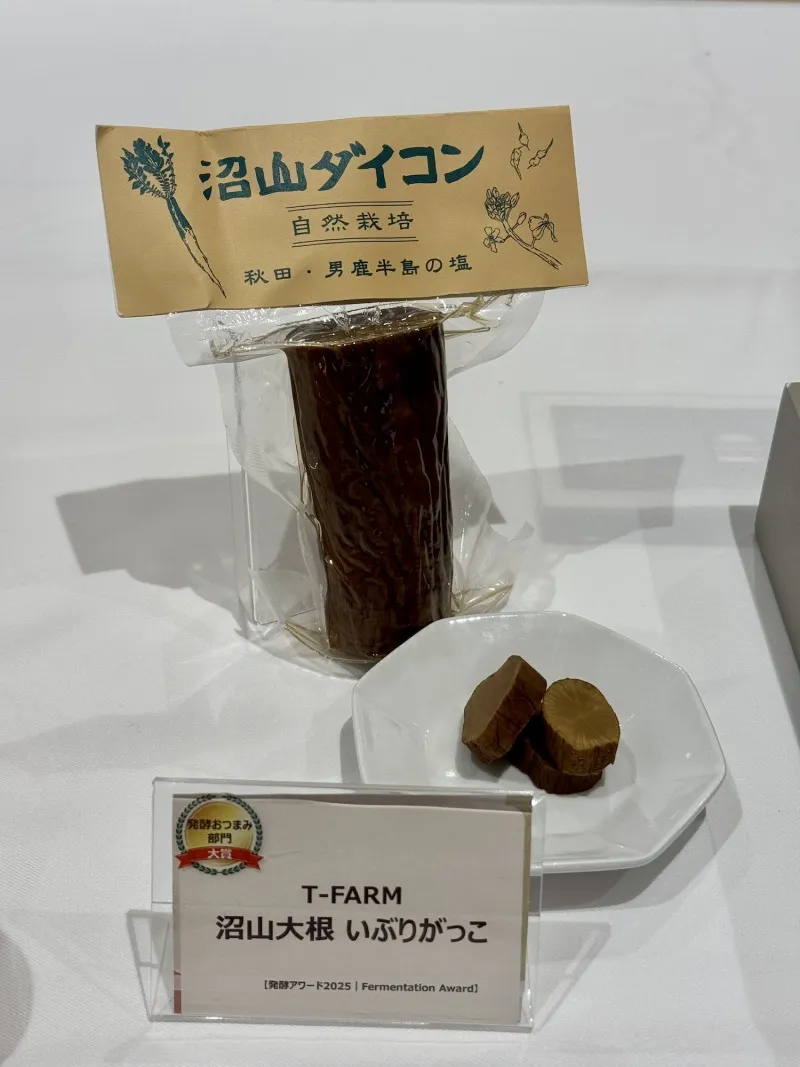 沼山ダイコン
自然栽培
秋田・男鹿半島の塩
発酵おつまみ
部門
大賞
T-FARM
沼山大根 いぶりがっこ
【発酵アワード2025 | Fermentation Award】